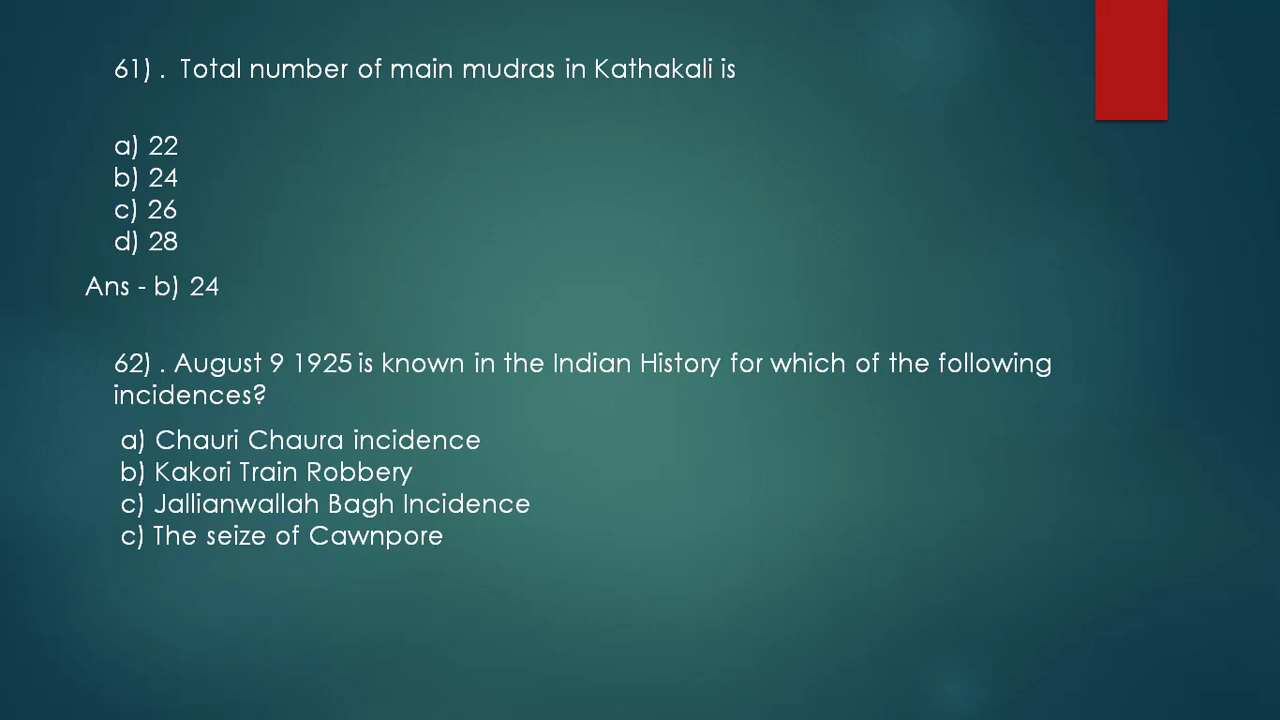 61) .  Total number of main mudras in Kathakali is
a) 22
b) 24
c) 26
d) 28
Ans - b) 24
62) . August 9 1925 is known in the Indian History for which of the following
incidences?
a) Chauri Chaura incidence
b) Kakori Train Robbery
c) Jallianwallah Bagh Incidence
c) The seize of Cawnpore